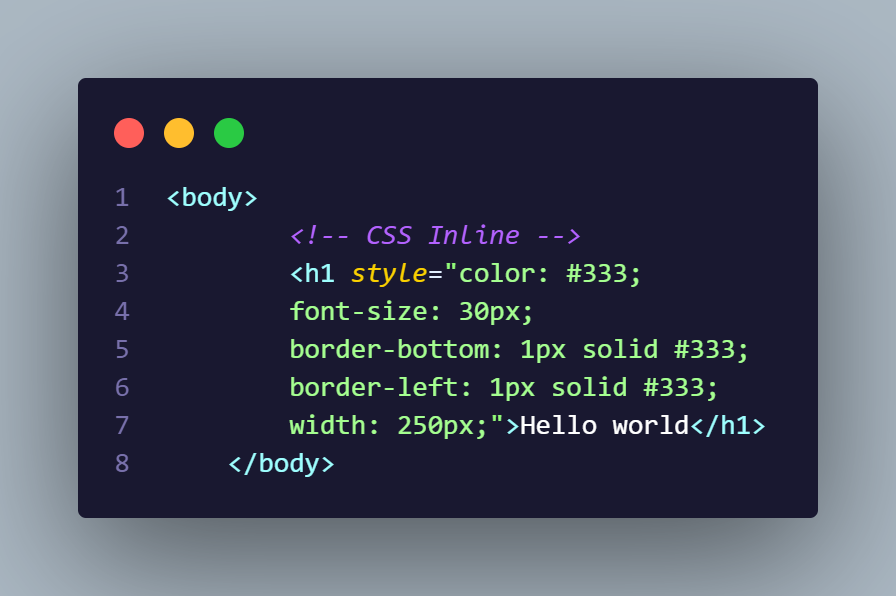 1 <body>
2 <!-- CSS Inline -->
3 <h1 style="color: #333;
4 font-size: 30px;
5 border-bottom: 1px solid #333;
6 border-left: 1px solid #333;
7 width: 250px;">Hello world</h1>
8 </body>